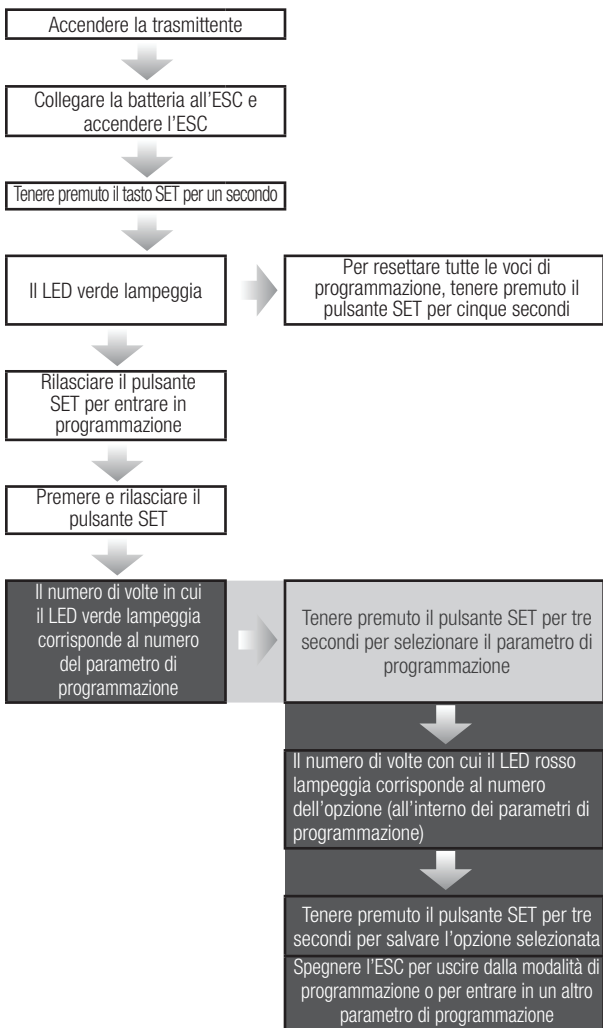 Accendere la trasmittente
Collegare la batteria all'ESC e
accendere l'ESC
Tenere premuto il tasto SET per un secondo
Il LED verde lampeggia
Per resettare tutte le voci di
programmazione, tenere premuto il
pulsante SET per cinque secondi
Rilasciare il pulsante
SET per entrare in
programmazione
Premere e rilasciare il
pulsante SET
Il numero di volte in cui
il LED verde lampeggia
corrisponde al numero
del parametro di
programmazione
Tenere premuto il pulsante SET per tre
secondi per selezionare il parametro di
programmazione
Il numero di volte con cui il LED rosso
lampeggia corrisponde al numero
dell'opzione (all'interno dei parametri di
programmazione)
Tenere premuto il pulsante SET per tre
secondi per salvare l'opzione selezionata
Spegnere l'ESC per uscire dalla modalità di
programmazione o per entrare in un altro
parametro di programmazione